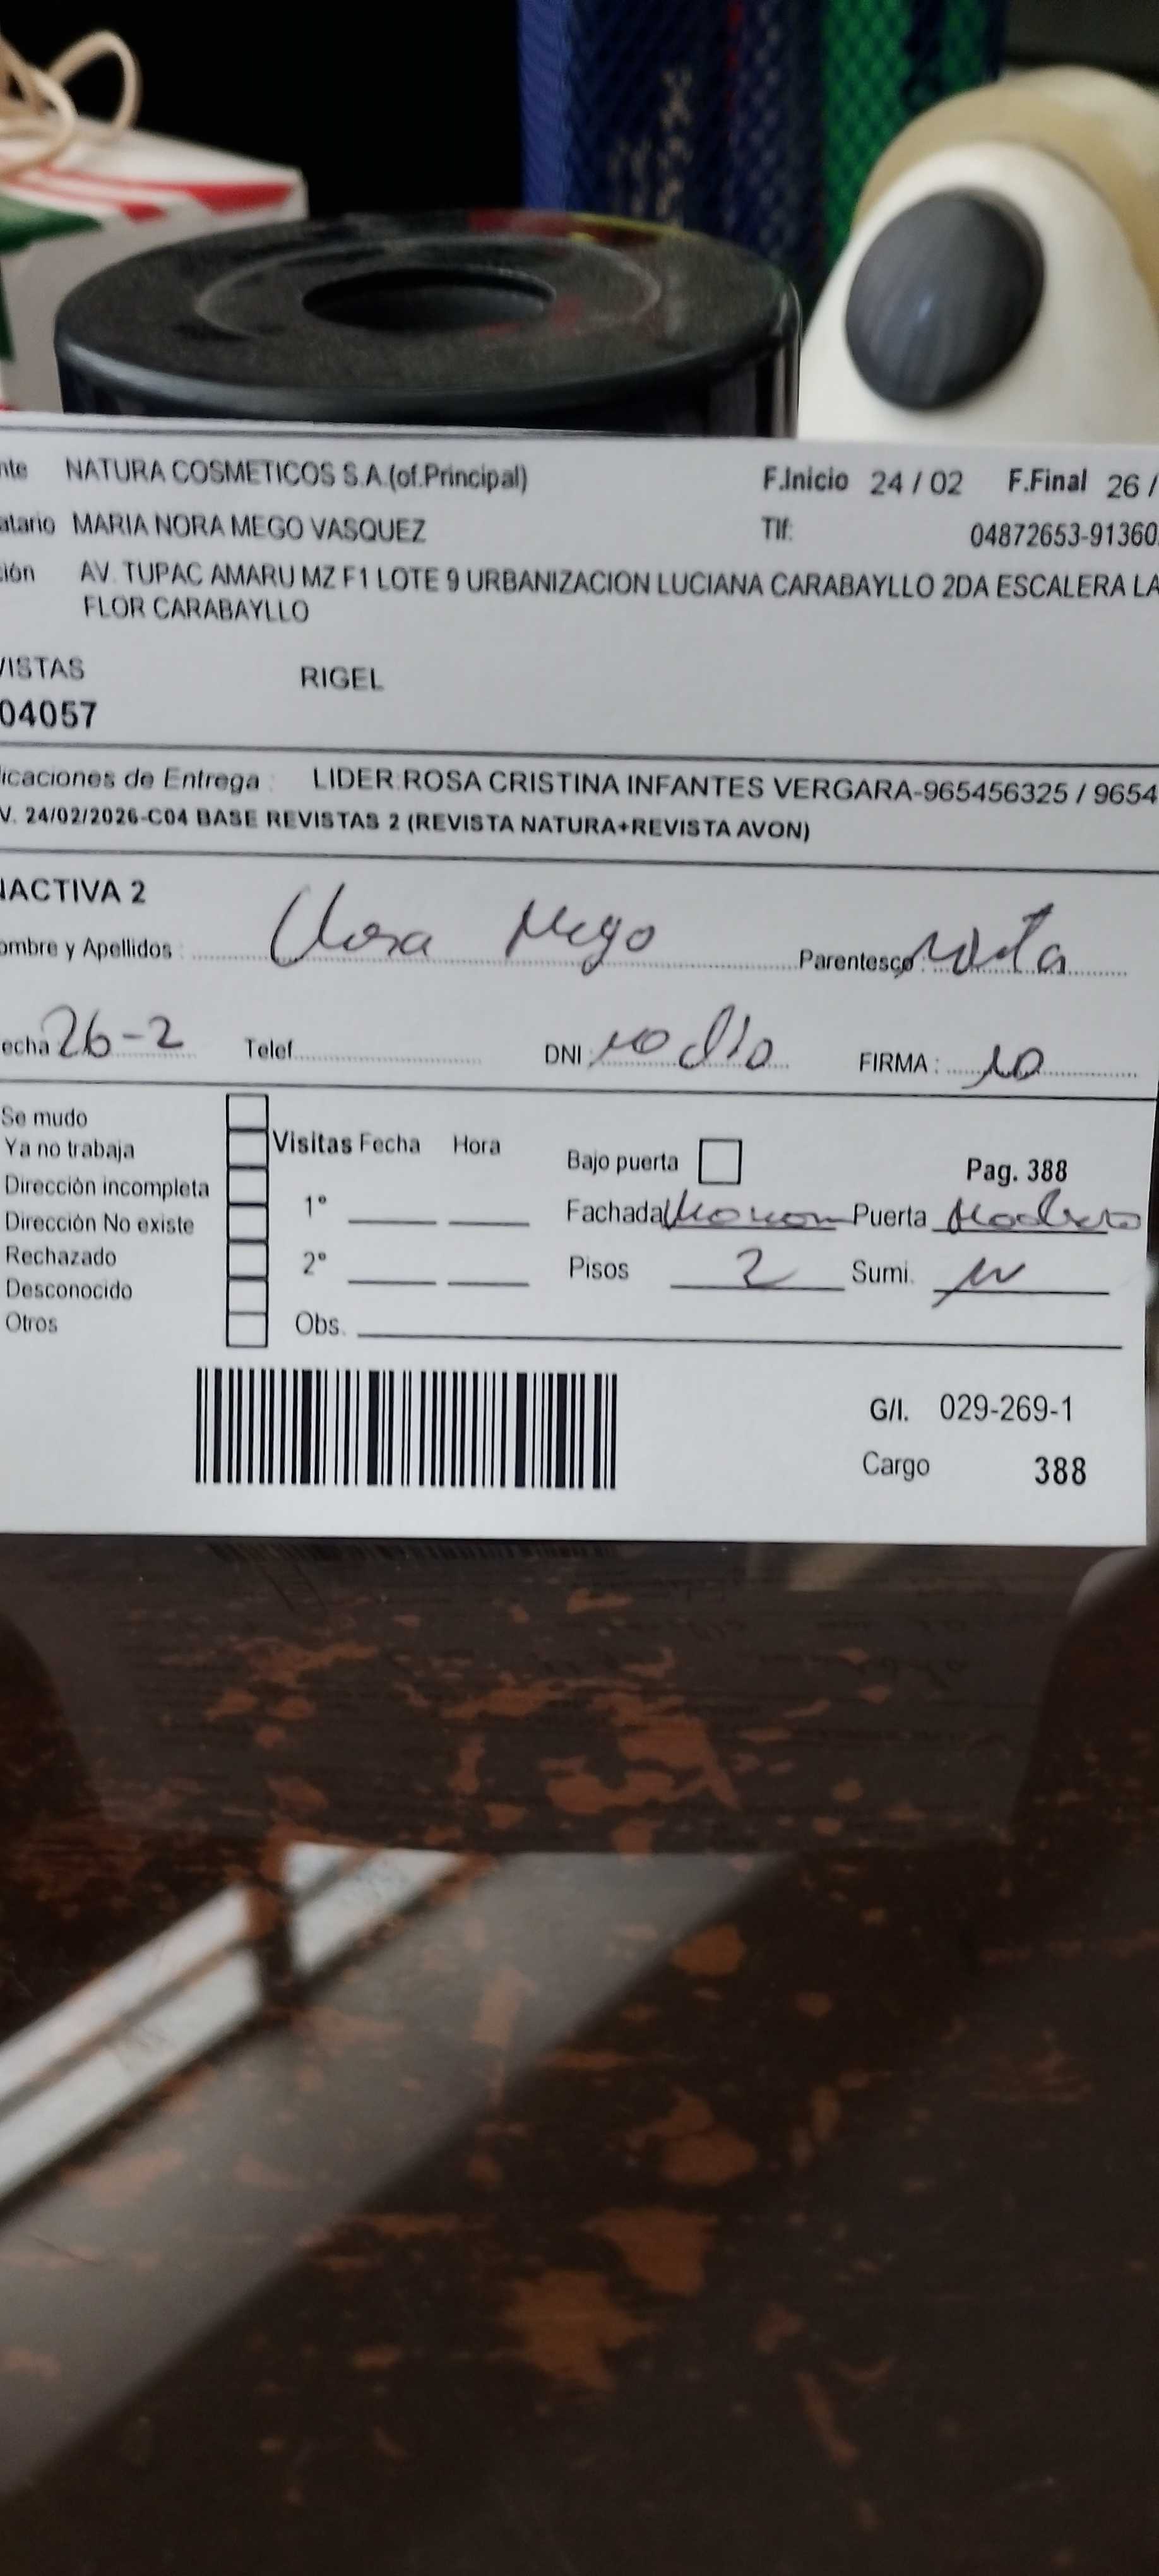 NATURA COSMETICOS S.A.(of.Principal) F.Inicio 24 / 02 F.Final 26 /
MARIA NORA MEGO VASQUEZ Tlf: 04872653-91360
AV. TUPAC AMARU MZ F1 LOTE 9 URBANIZACION LUCIANA CARABAYLLO 2DA ESCALERA LA
FLOR CARABAYLLO
VISTAS RIGEL
04057
icaciones de Entrega : LIDER:ROSA CRISTINA INFANTES VERGARA-965456325 / 9654
V. 24/02/2026-C04 BASE REVISTAS 2 (REVISTA NATURA+REVISTA AVON)
NACTIVA 2
ombre y Apellidos : Mego Parentesco:
echa 26-2 Telef. DNI : no dio FIRMA : no
Se mudo
Ya no trabaja
Dirección incompleta
Dirección No existe
Rechazado
Desconocido
Otros
Visitas Fecha Hora
1°
2°
Obs.
Bajo puerta Pag. 388
Fachada Puerta
Pisos 2 Sumi.
G/I. 029-269-1
Cargo 388